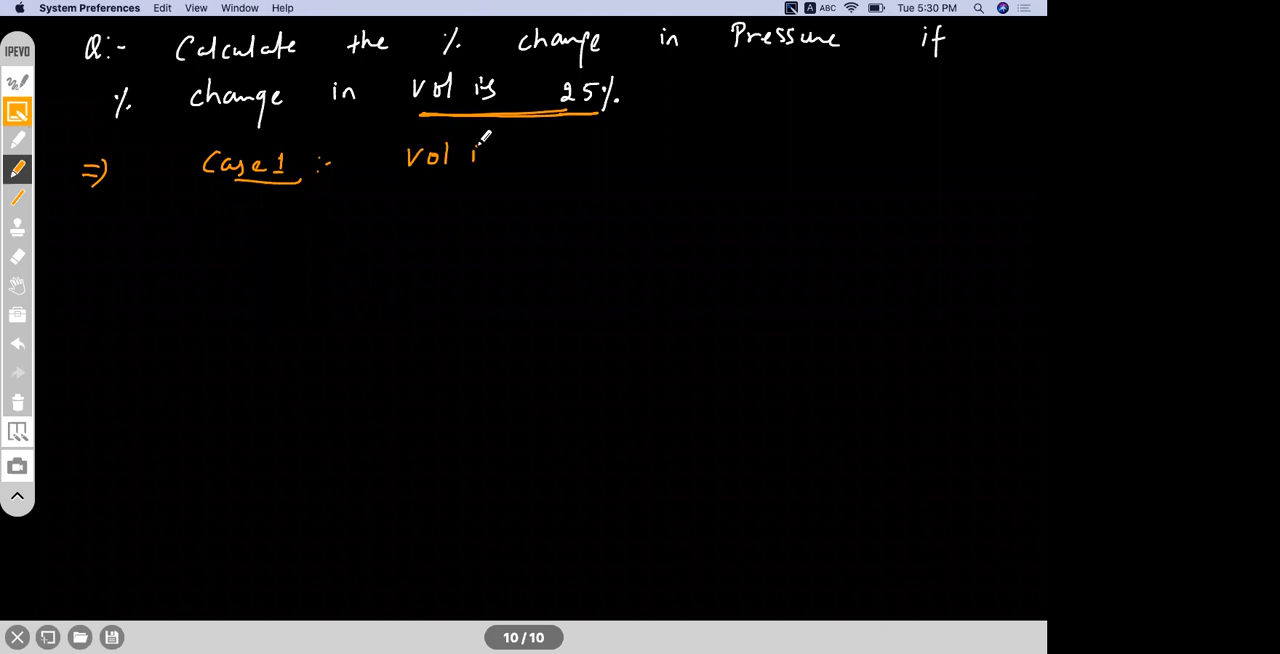 System Preferences Edit View Window Help ABC Tue 5:30 PM
IPEVO
Q:- Calculate the % change in Pressure if
% change in vol is 25%.
=> Case 1 :- vol i
10/10